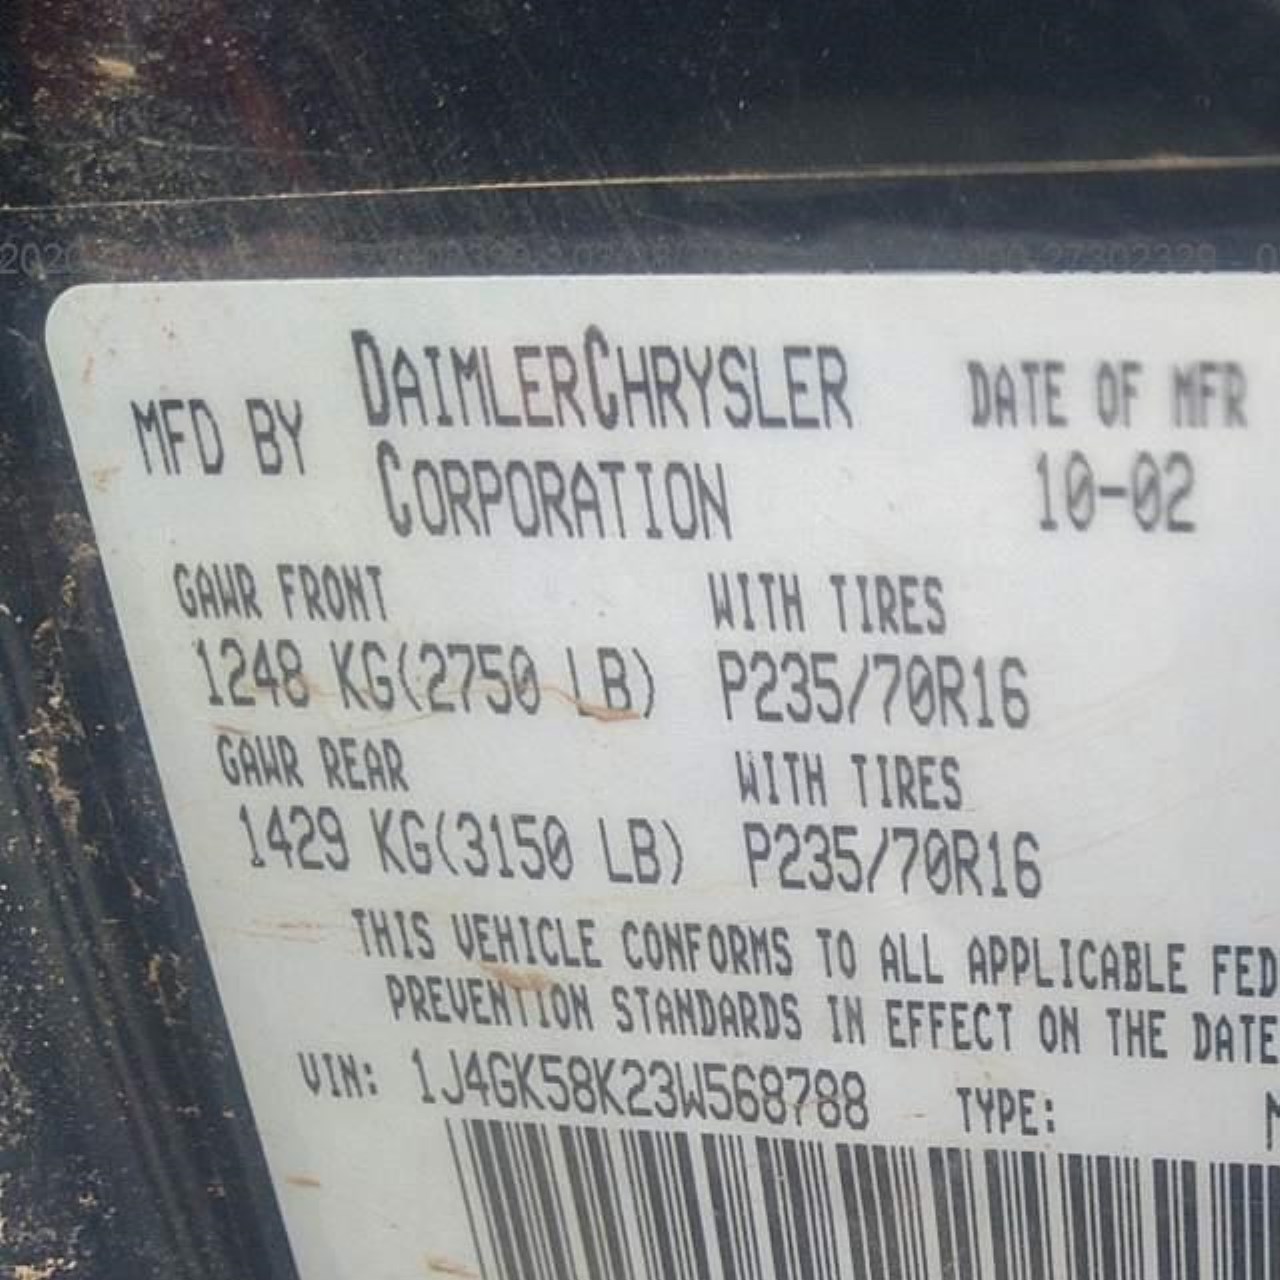 MFD BY DAIMLERCHRYSLER CORPORATION
DATE OF MFR
10-02
GAWR FRONT WITH TIRES
1248 KG(2750 LB) P235/70R16
GAWR REAR WITH TIRES
1429 KG(3150 LB) P235/70R16
THIS VEHICLE CONFORMS TO ALL APPLICABLE FED
PREVENTION STANDARDS IN EFFECT ON THE DATE
VIN: 1J4GK58K23W568788 TYPE: